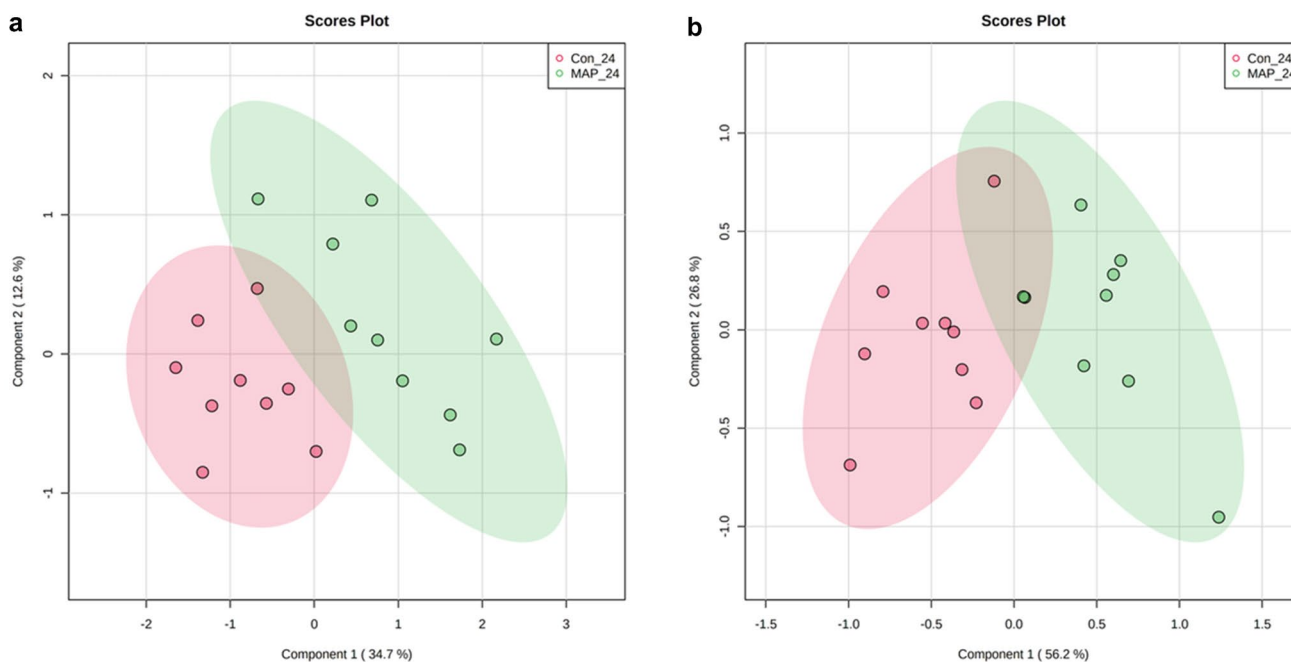 a
Scores Plot
Con_24
MAP_24
2
1
0
-1
Component 2 ( 12.6 %)
-2
-1
0
1
2
3
Component 1 ( 34.7 %)
b
Scores Plot
Con_24
MAP_24
1.0
0.5
0.0
-0.5
-1.0
Component 2 ( 26.8 %)
-1.5
-1.0
-0.5
0.0
0.5
1.0
1.5
Component 1 ( 56.2 %)